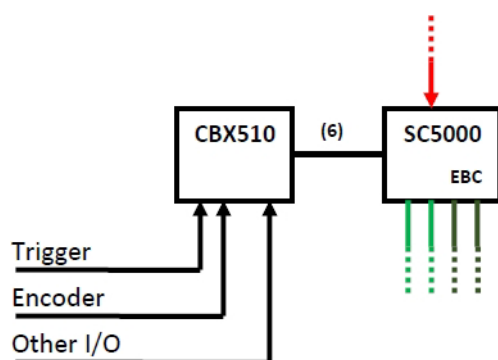 CBX510
(6)
SC5000
EBC
Trigger
Encoder
Other I/O